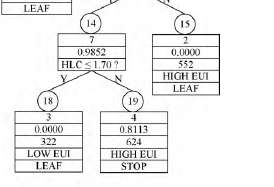 LEAF
14
15
7
0.9852
HLC ≤ 1.70 ?
2
0.0000
552
HIGH EUI
LEAF
Y
N
18
19
3
0.0000
322
LOW EUI
LEAF
4
0.8113
624
HIGH EUI
STOP